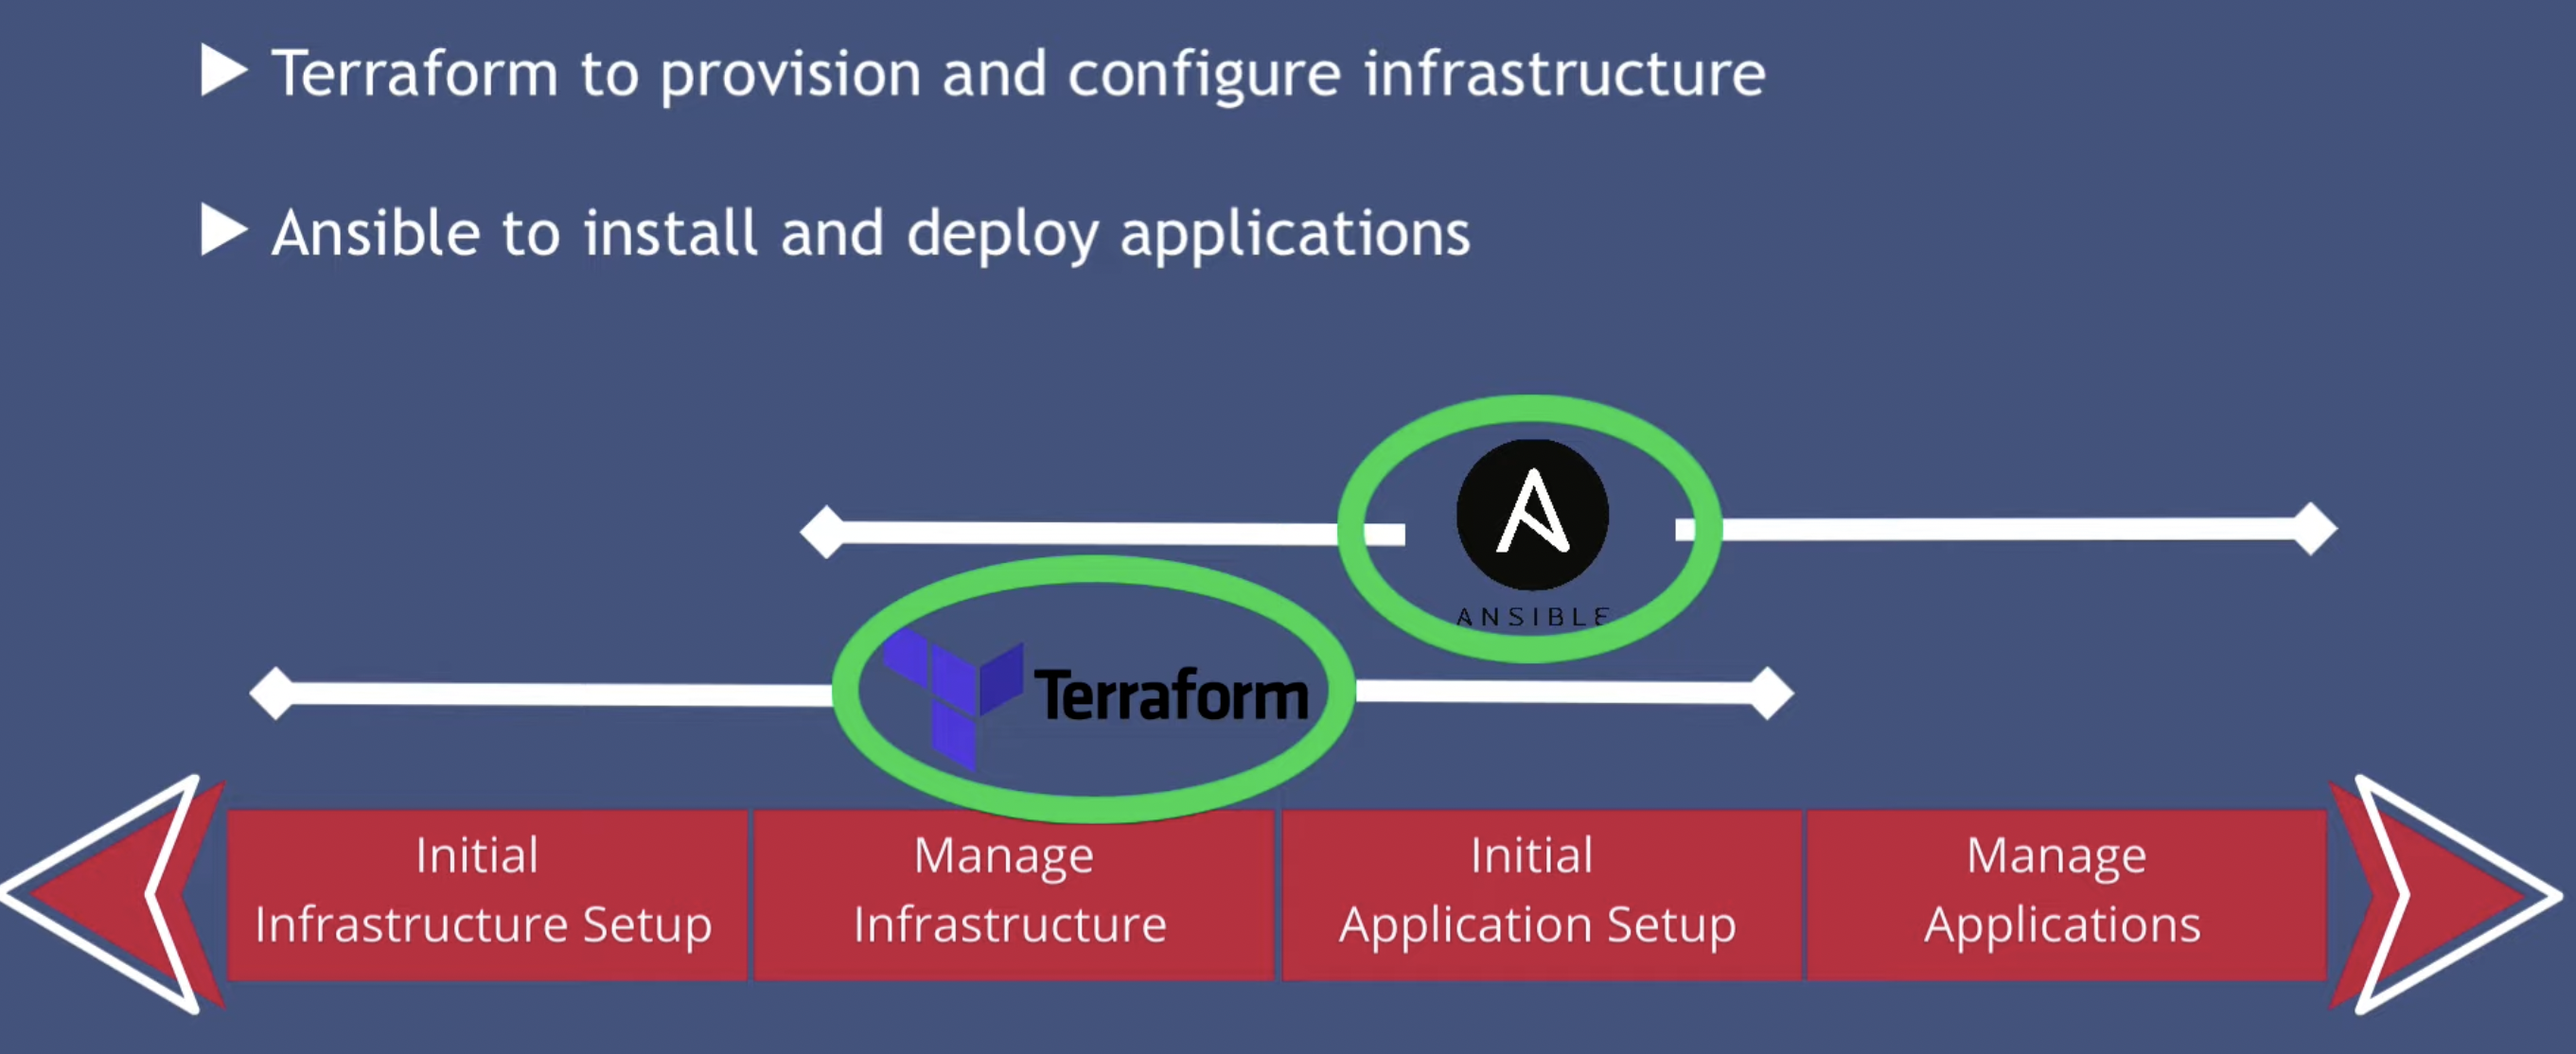 Terraform to provision and configure infrastructure
Ansible to install and deploy applications
ANSIBLE
Terraform
Initial
Infrastructure Setup
Manage
Infrastructure
Initial
Application Setup
Manage
Applications